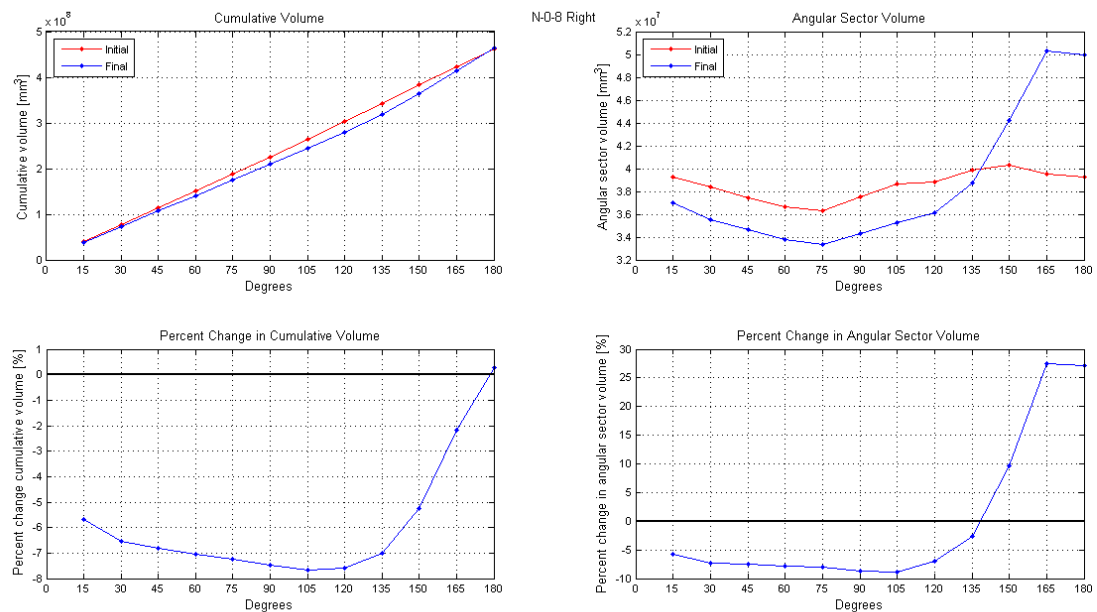 N-0-8 Right
Cumulative Volume
x 10^8
Cumulative volume [mm^3]
5
4
3
2
1
0
Initial
Final
0 15 30 45 60 75 90 105 120 135 150 165 180
Degrees
Angular Sector Volume
x 10^7
Angular sector volume [mm^3]
5.2
5
4.8
4.6
4.4
4.2
40
3.8
3.6
3.4
3.2
Initial
Final
0 15 30 45 60 75 90 105 120 135 150 165 180
Degrees
Percent Change in Cumulative Volume
Percent change cumulative volume [%]
1
0
-1
-2
-3
-4
-5
-6
-7
-8
0 15 30 45 60 75 90 105 120 135 150 165 180
Degrees
Percent Change in Angular Sector Volume
Percent change in angular sector volume [%]
30
25
20
15
10
5
0
-5
-10
0 15 30 45 60 75 90 105 120 135 150 165 180
Degrees